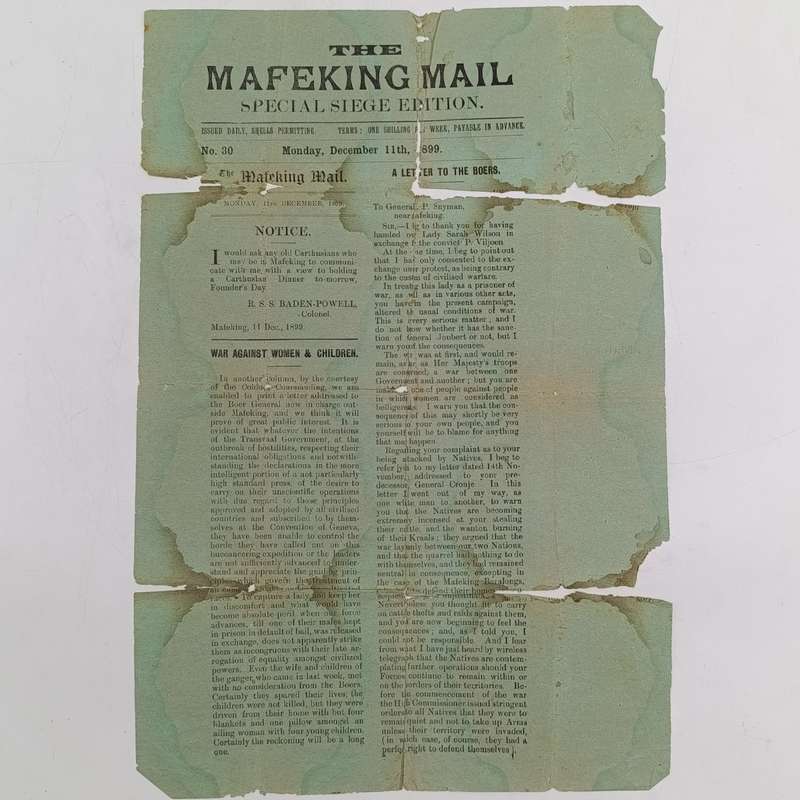 THE
MAFEKING MAIL
SPECIAL SIEGE EDITION.
ISSUED DAILY, SHELLS PERMITTING. TERMS: ONE SHILLING WEEK, PAYABLE IN ADVANCE.
No. 30 Monday, December 11th, 1899.
The Mafeking Mail.
MONDAY, 11TH DECEMBER, 1899.
NOTICE.
I would ask any old Carthusians who
may be in Mafeking to communi-
cate with me with a view to holding
a Carthusian Dinner to-morrow,
Founder's Day.
R. S. S. BADEN-POWELL,
Colonel.
Mafeking, 11 Dec., 1899.
WAR AGAINST WOMEN & CHILDREN.
In another column, by the courtesy
of the Colonel Commanding, we are
enabled to print a letter addressed to
the Boer General now in charge out-
side Mafeking, and we think it will
prove of great public interest. It is
evident that whatever the intentions
of the Transvaal Government, at the
outbreak of hostilities, respecting their
international obligations and notwith-
standing the declarations in the more
intelligent portion of a not particularly
high standard press, of the desire to
carry on their unscientific operations
with due regard to those principles
approved and adopted by all civilised
countries and subscribed to by them-
selves at the Convention of Geneva,
they have been unable to control the
horde they have called out on this
buccaneering expedition or the leaders
are not sufficiently advanced to under-
stand and appreciate the guiding prin-
ciples which govern the treatment of
an
To capture a lady and keep her
in discomfort and what would have
become absolute peril when our force
advances, till one of their males kept
in prison in default of bail, was released
in exchange, does not apparently strike
them as incongruous with their late ar-
rogation of equality amongst civilized
powers. Even the wife and children of
the ganger, who came in last week, met
with no consideration from the Boers.
Certainly they spared their lives; the
children were not killed, but they were
driven from their home with but four
blankets and one pillow amongst an
ailing woman with four young children.
Certainly the reckoning will be a long
one.
A LETTER TO THE BOERS.
To General P. Snyman,
near Mafeking.
SIR,—I beg to thank you for having
handed over Lady Sarah Wilson in
exchange for the convict P. Viljoen
At the same time, I beg to point out
that I had only consented to the ex-
change under protest, as being contrary
to the custom of civilised warfare.
In treating this lady as a prisoner of
war, as well as in various other acts,
you have in the present campaign,
altered the usual conditions of war.
This is a very serious matter; and I
do not know whether it has the sanc-
tion of General Joubert or not, but I
warn you of the consequences.
The war was at first, and would re-
main, as far as Her Majesty's troops
are concerned, a war between one
Government and another; but you are
making it one of people against people
in which women are considered as
belligerents. I warn you that the con-
sequence of this may shortly be very
serious to your own people, and you
yourself will be to blame for anything
that may happen.
Regarding your complaint as to your
being attacked by Natives, I beg to
refer you to my letter dated 14th No-
vember, addressed to your pre-
decessor, General Cronje. In this
letter I went out of my way, as
one white man to another, to warn
you that the Natives are becoming
extremely incensed at your stealing
their cattle, and the wanton burning
of their Kraals; they argued that the
war lay only between our two Nations,
and that the quarrel had nothing to do
with themselves, and they had remained
neutral in consequence, excepting in
the case of the Mafeking Baralongs,
defend their homes
Nevertheless you thought fit to carry
on cattle thefts and raids against them,
and you are now beginning to feel the
consequences; and, as I told you, I
could not be responsible. And I fear
from what I have just heard by wireless
telegraph that the Natives are contem-
plating further operations should your
Forces continue to remain within or
on the borders of their territories. Be-
fore the commencement of the war
the High Commissioner issued stringent
orders to all Natives that they were to
remain quiet and not to take up Arms
unless their territory were invaded,
(in which case, of course, they had a
perfect right to defend themselves).